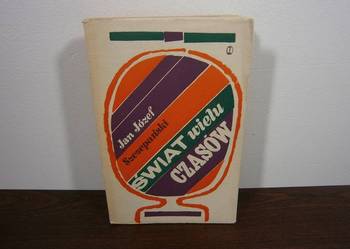 Jan Józef
Szczepański
ŚWIAT wielu
CZASÓW